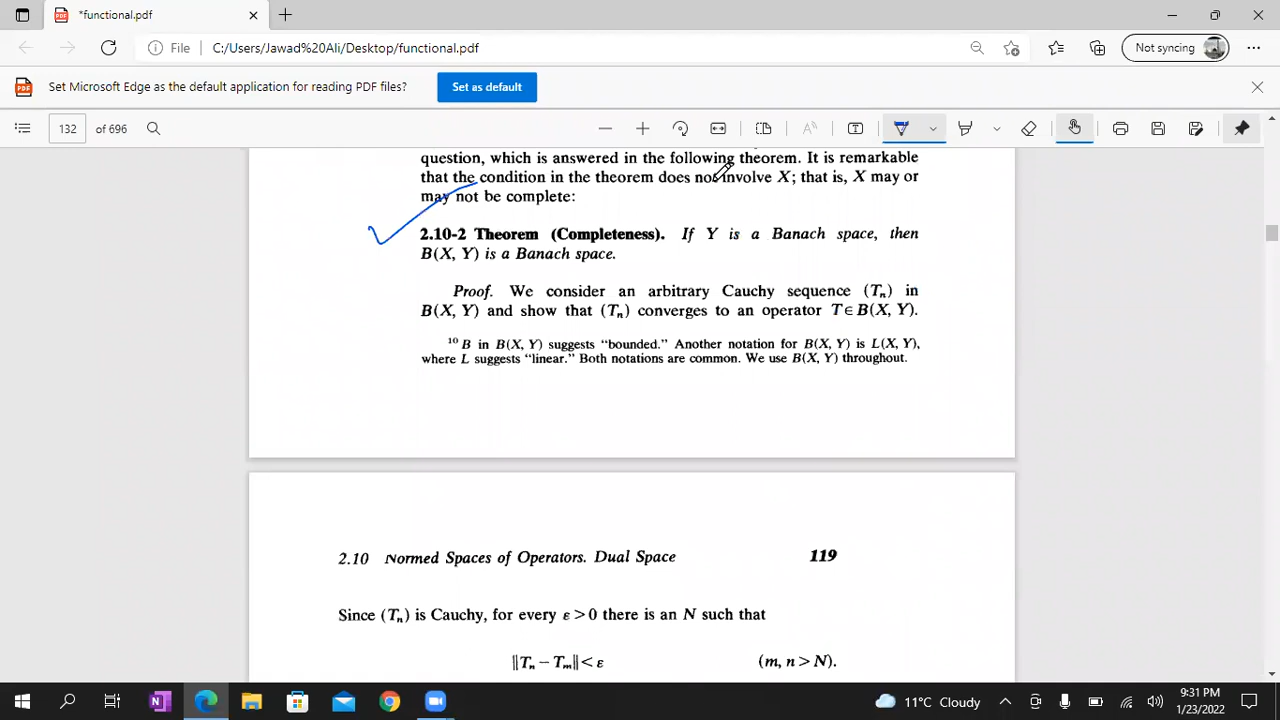 *functional.pdf
File
C:/Users/Jawad%20Ali/Desktop/functional.pdf
Not syncing
Set Microsoft Edge as the default application for reading PDF files?
Set as default
132 of 696
question, which is answered in the following theorem. It is remarkable
that the condition in the theorem does not involve X; that is, X may or
may not be complete:
2.10-2 Theorem (Completeness). If Y is a Banach space, then
B(X, Y) is a Banach space.
Proof. We consider an arbitrary Cauchy sequence (Tₙ) in
B(X, Y) and show that (Tₙ) converges to an operator T∈B(X, Y).
¹⁰ B in B(X, Y) suggests “bounded.” Another notation for B(X, Y) is L(X, Y),
where L suggests “linear.” Both notations are common. We use B(X, Y) throughout.
2.10 Normed Spaces of Operators. Dual Space 119
Since (Tₙ) is Cauchy, for every ε>0 there is an N such that
‖Tₙ − Tₘ‖ < ε (m, n > N).
11°C Cloudy
9:31 PM
1/23/2022